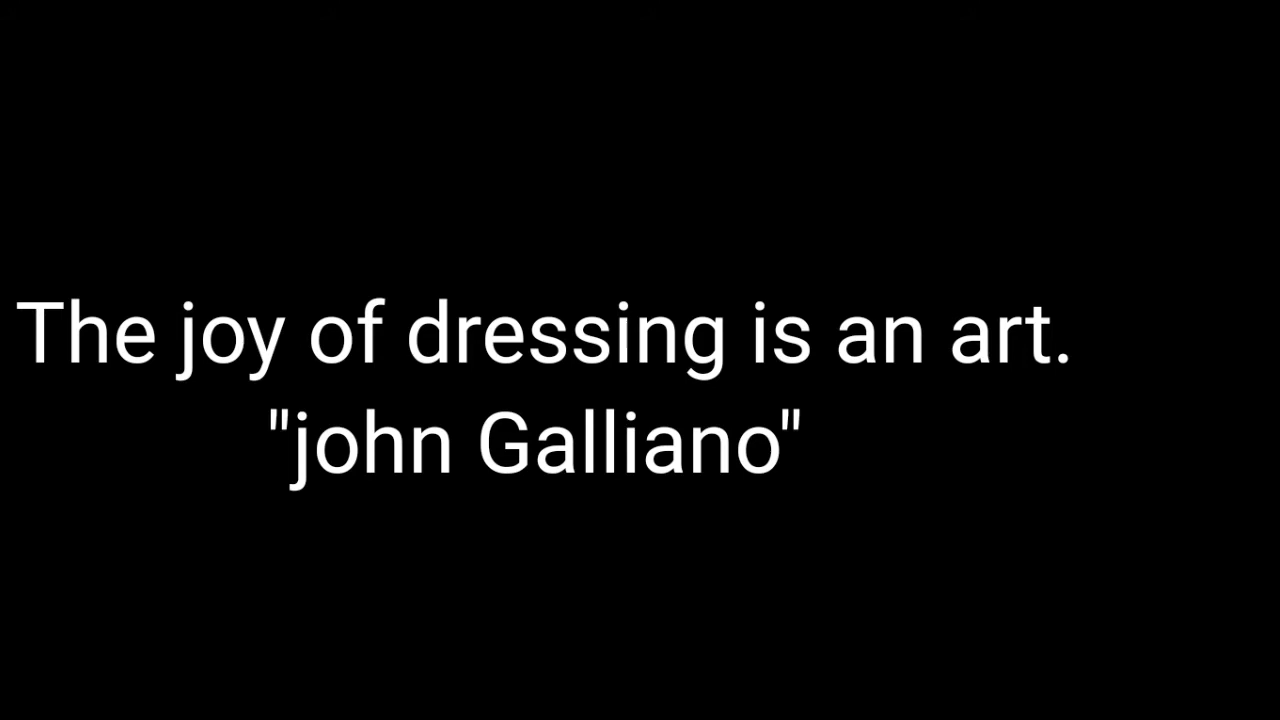 The joy of dressing is an art.
"john Galliano"